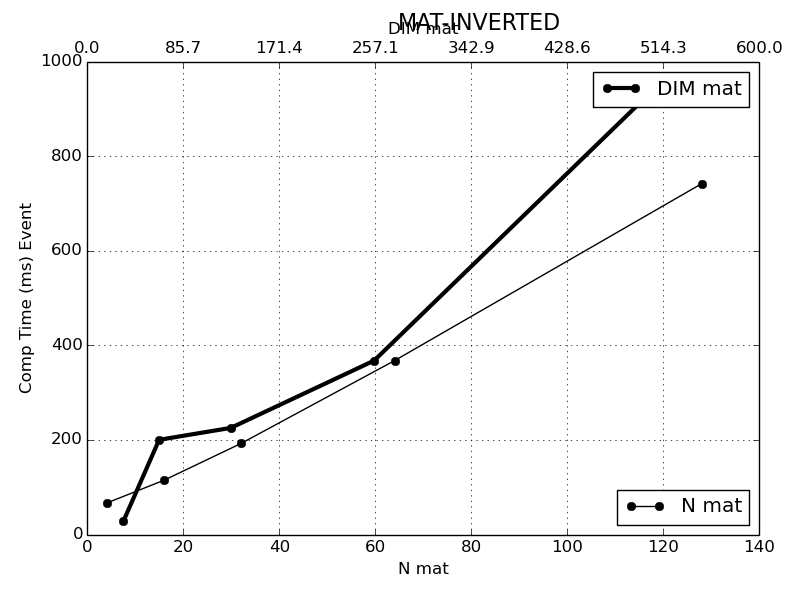 MAT-INVERTED
DIM mat
0.0 85.7 171.4 257.1 342.9 428.6 514.3 600.0
1000
DIM mat
800
600
Comp Time (ms) Event
400
200
N mat
0
0 20 40 60 80 100 120 140
N mat